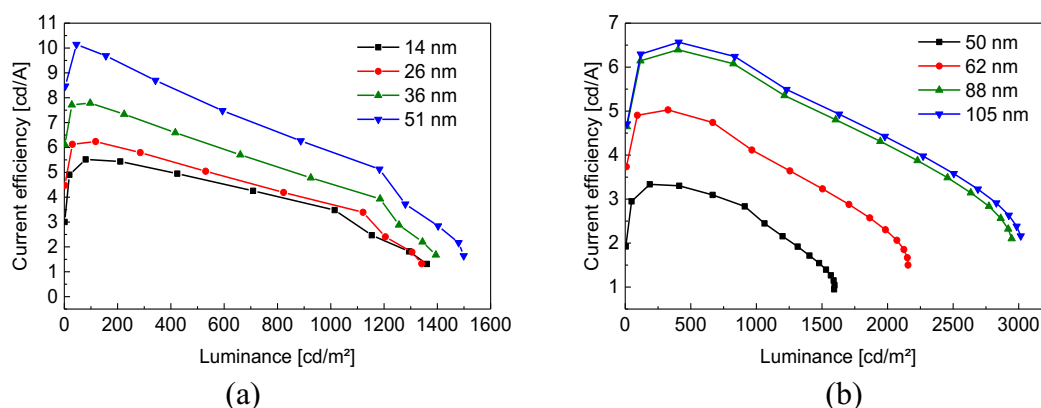 11
10
9
8
7
6
5
4
3
2
1
0
Current efficiency [cd/A]
14 nm
26 nm
36 nm
51 nm
0 200 400 600 800 1000 1200 1400 1600
Luminance [cd/m²]
(a)
7
6
5
4
3
2
1
Current efficiency [cd/A]
50 nm
62 nm
88 nm
105 nm
0 500 1000 1500 2000 2500 3000
Luminance [cd/m²]
(b)